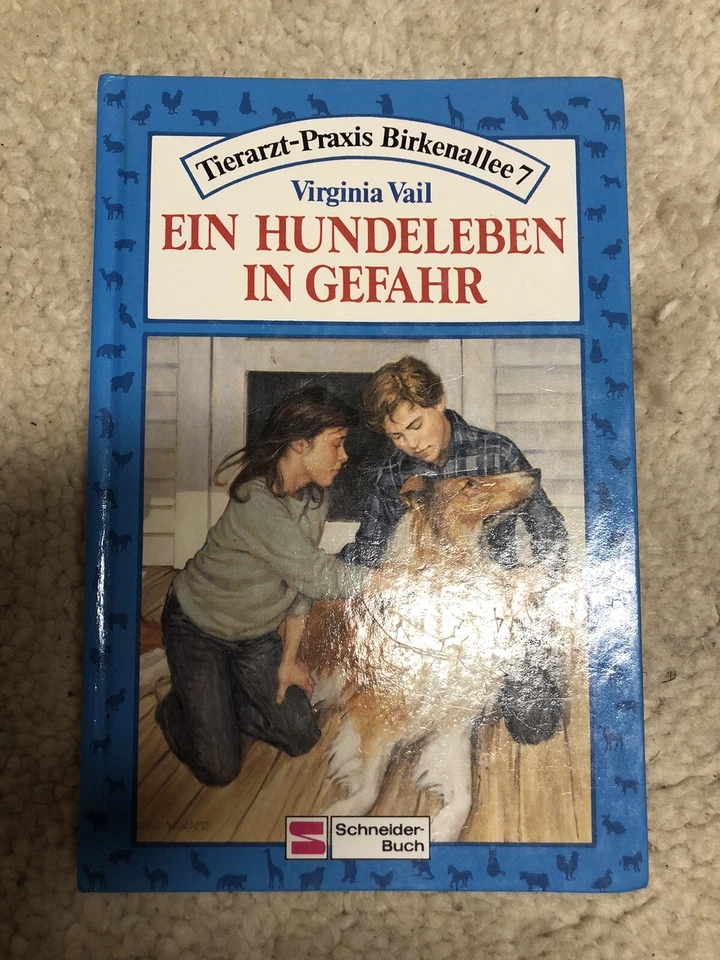 Tierarzt-Praxis Birkenallee 7
Virginia Vail
EIN HUNDELEBEN
IN GEFAHR
Schneider-
Buch